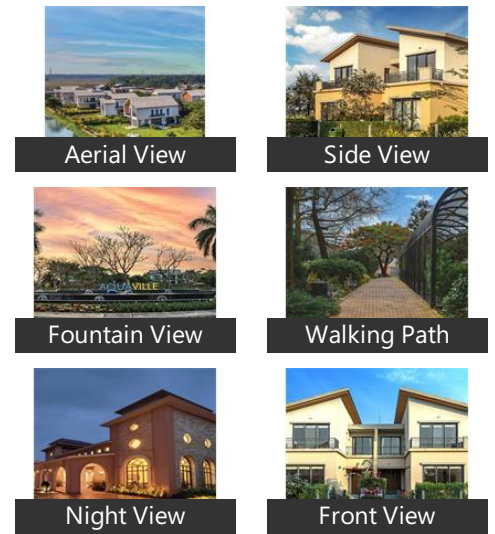 Aerial View
Side View
AQUAVILLE
Fountain View
Walking Path
Night View
Front View